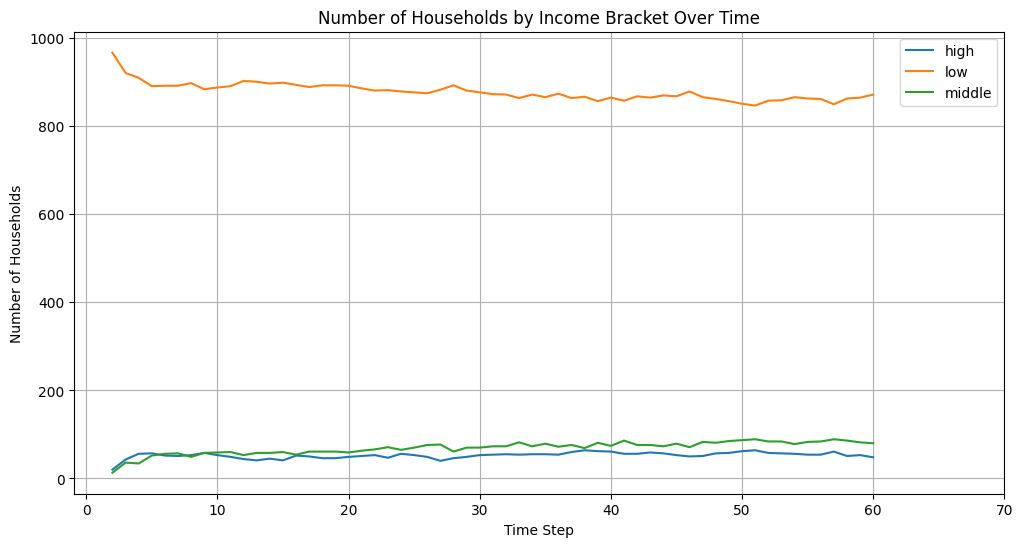 Number of Households by Income Bracket Over Time
high
low
middle
1000
800
600
400
200
0
Number of Households
0 10 20 30 40 50 60 70
Time Step